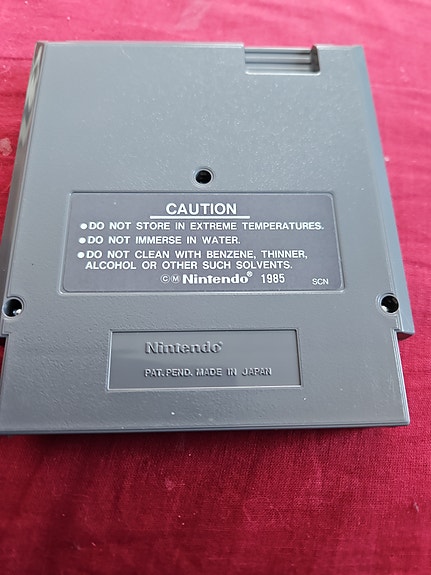 CAUTION
●DO NOT STORE IN EXTREME TEMPERATURES.
●DO NOT IMMERSE IN WATER.
●DO NOT CLEAN WITH BENZENE, THINNER,
ALCOHOL OR OTHER SUCH SOLVENTS.
©Ⓜ Nintendo® 1985 SCN
Nintendo®
PAT. PEND. MADE IN JAPAN